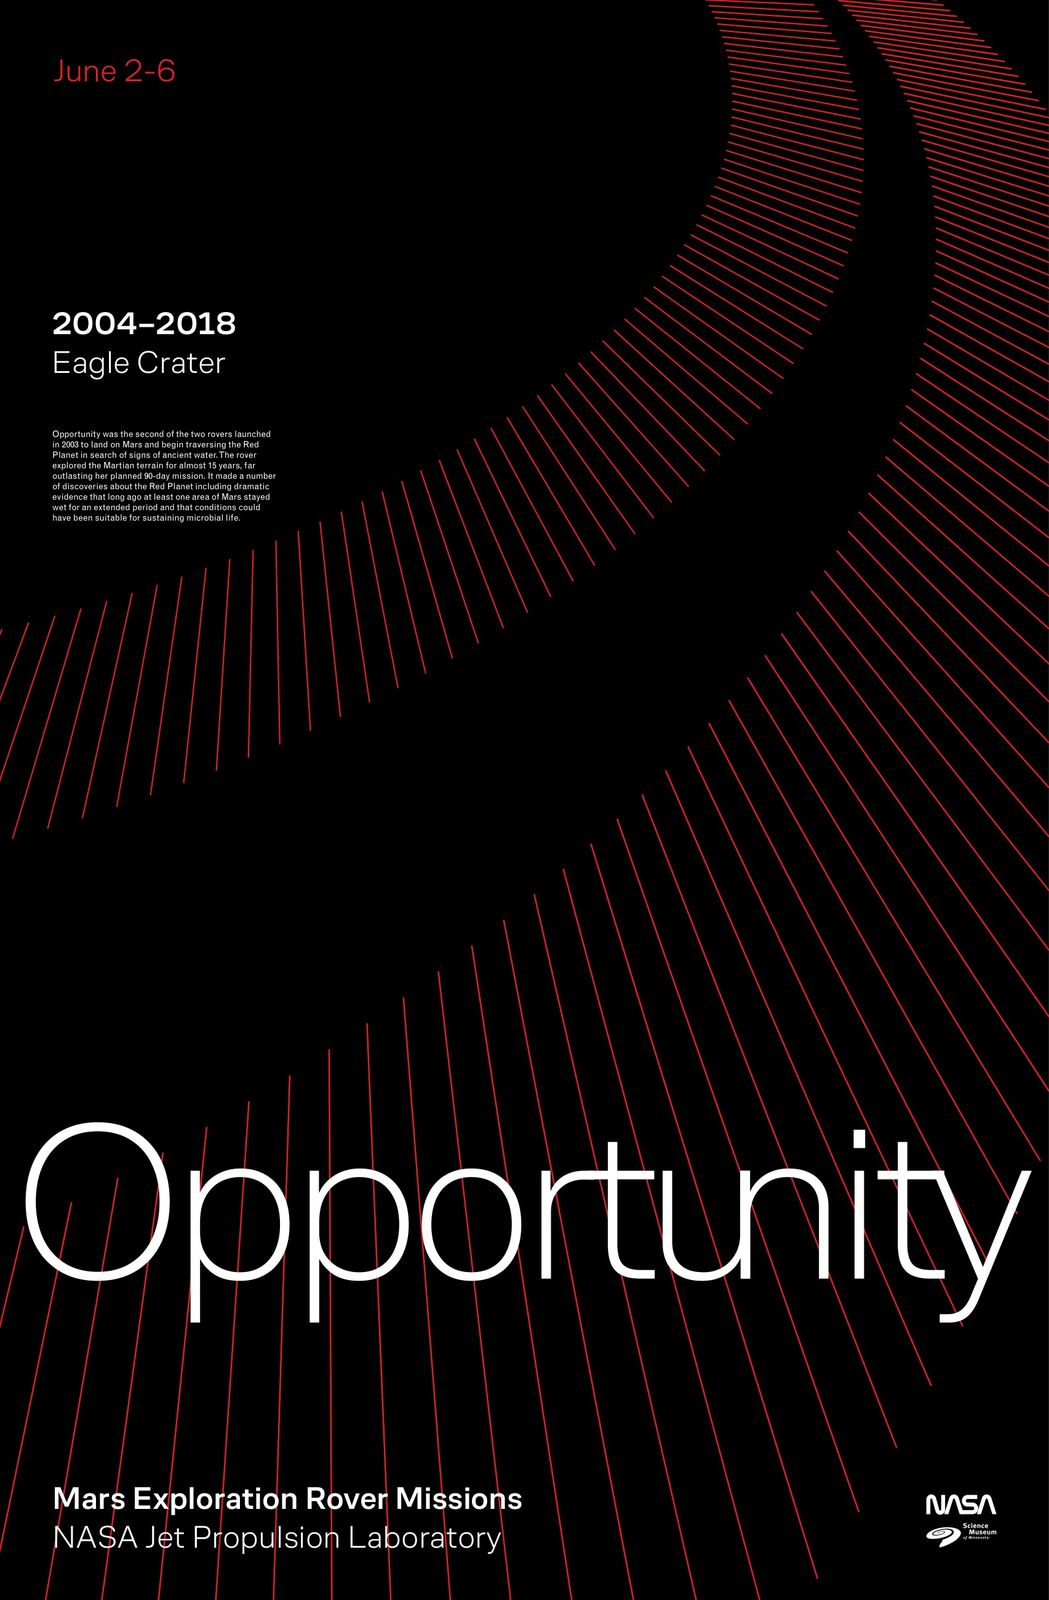 June 2-6
2004–2018
Eagle Crater
Opportunity was the second of the two rovers launched
in 2003 to land on Mars and begin traversing the Red
Planet in search of signs of ancient water. The rover
explored the Martian terrain for almost 15 years, far
outlasting her planned 90-day mission. It made a number
of discoveries about the Red Planet including dramatic
evidence that long ago at least one area of Mars stayed
wet for an extended period and that conditions could
have been suitable for sustaining microbial life.
Opportunity
Mars Exploration Rover Missions
NASA Jet Propulsion Laboratory
NASA
Science
Museum
of Minnesota